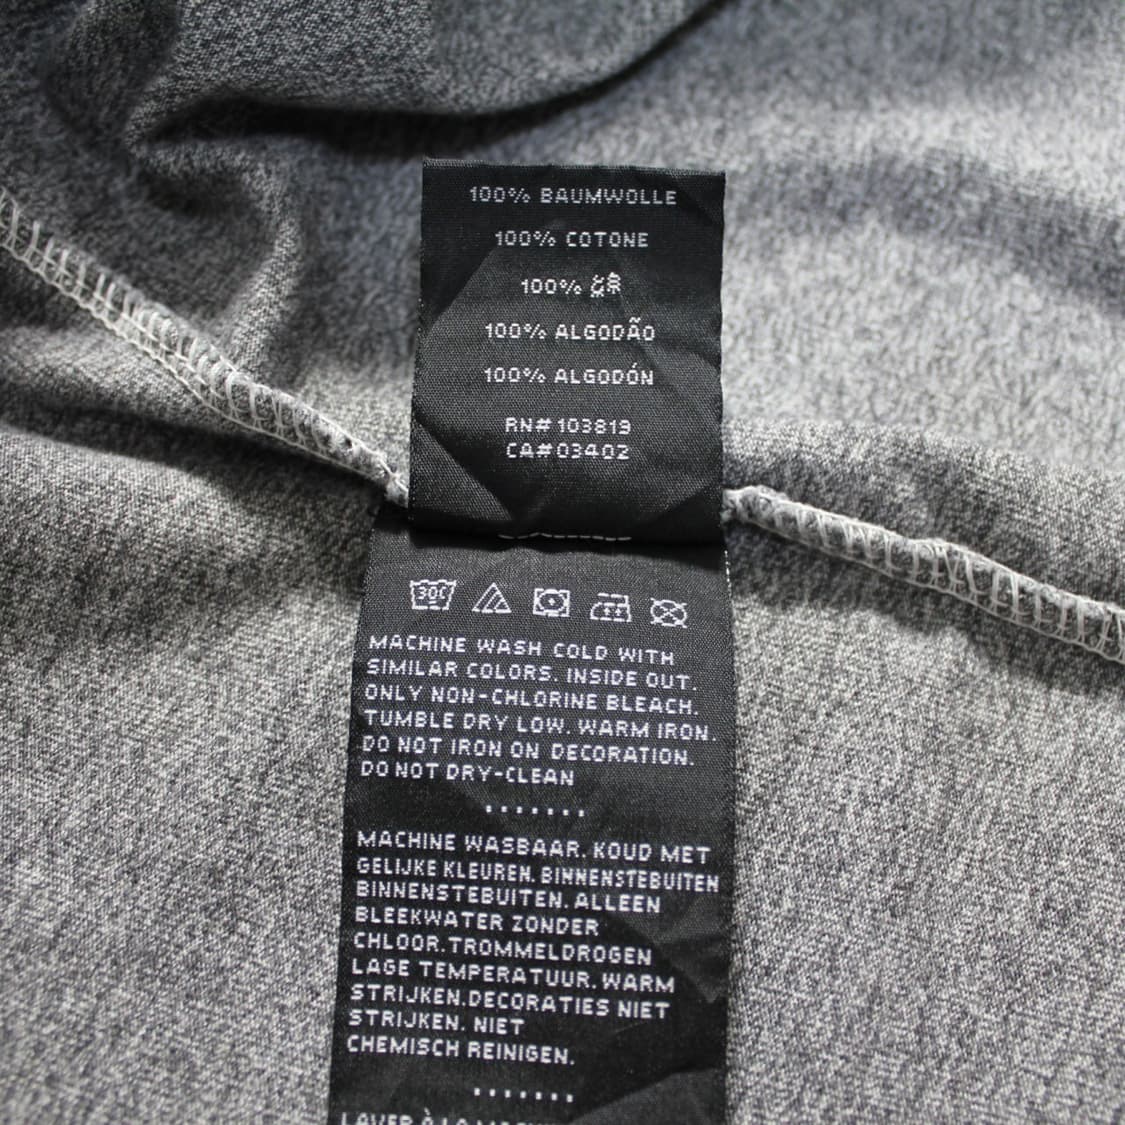 100% BAUMWOLLE
100% COTONE
100%
100% ALGODÃO
100% ALGODÓN
RN# 103819
CA#03402
30C
MACHINE WASH COLD WITH
SIMILAR COLORS. INSIDE OUT.
ONLY NON-CHLORINE BLEACH.
TUMBLE DRY LOW. WARM IRON.
DO NOT IRON ON DECORATION.
DO NOT DRY-CLEAN
.......
MACHINE WASBAAR. KOUD MET
GELIJKE KLEUREN. BINNENSTEBUITEN
BINNENSTEBUITEN. ALLEEN
BLEEKWATER ZONDER
CHLOOR.TROMMELDROGEN
LAGE TEMPERATUUR.WARM
STRIJKEN.DECORATIES NIET
STRIJKEN. NIET
CHEMISCH REINIGEN.
.......
LAVER À LA